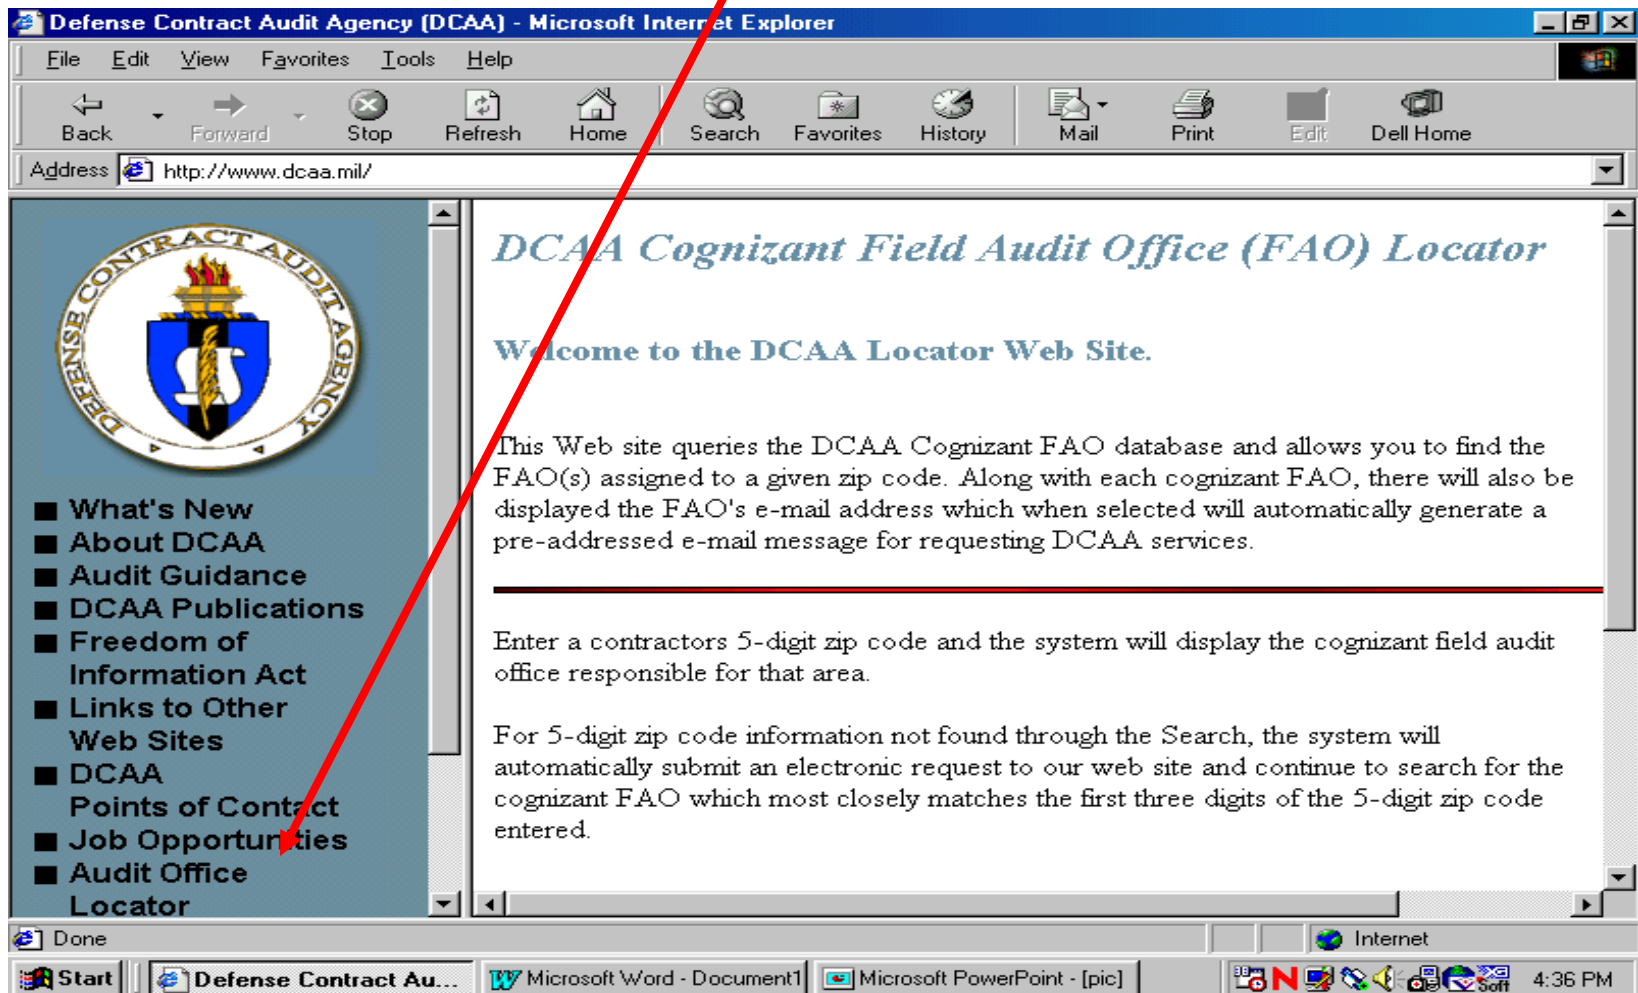 Defense Contract Audit Agency (DCAA) - Microsoft Internet Explorer
File Edit View Favorites Tools Help
Back Forward Stop Refresh Home Search Favorites History Mail Print Edit Dell Home
Address http://www.dcaa.mil/
DEFENSE CONTRACT AUDIT AGENCY
What's New
About DCAA
Audit Guidance
DCAA Publications
Freedom of
Information Act
Links to Other
Web Sites
DCAA
Points of Contact
Job Opportunities
Audit Office
Locator
DCAA Cognizant Field Audit Office (FAO) Locator
Welcome to the DCAA Locator Web Site.
This Web site queries the DCAA Cognizant FAO database and allows you to find the
FAO(s) assigned to a given zip code. Along with each cognizant FAO, there will also be
displayed the FAO's e-mail address which when selected will automatically generate a
pre-addressed e-mail message for requesting DCAA services.
Enter a contractors 5-digit zip code and the system will display the cognizant field audit
office responsible for that area.
For 5-digit zip code information not found through the Search, the system will
automatically submit an electronic request to our web site and continue to search for the
cognizant FAO which most closely matches the first three digits of the 5-digit zip code
entered.
Done Internet
Start Defense Contract Au... Microsoft Word - Document1 Microsoft PowerPoint - [pic] 4:36 PM